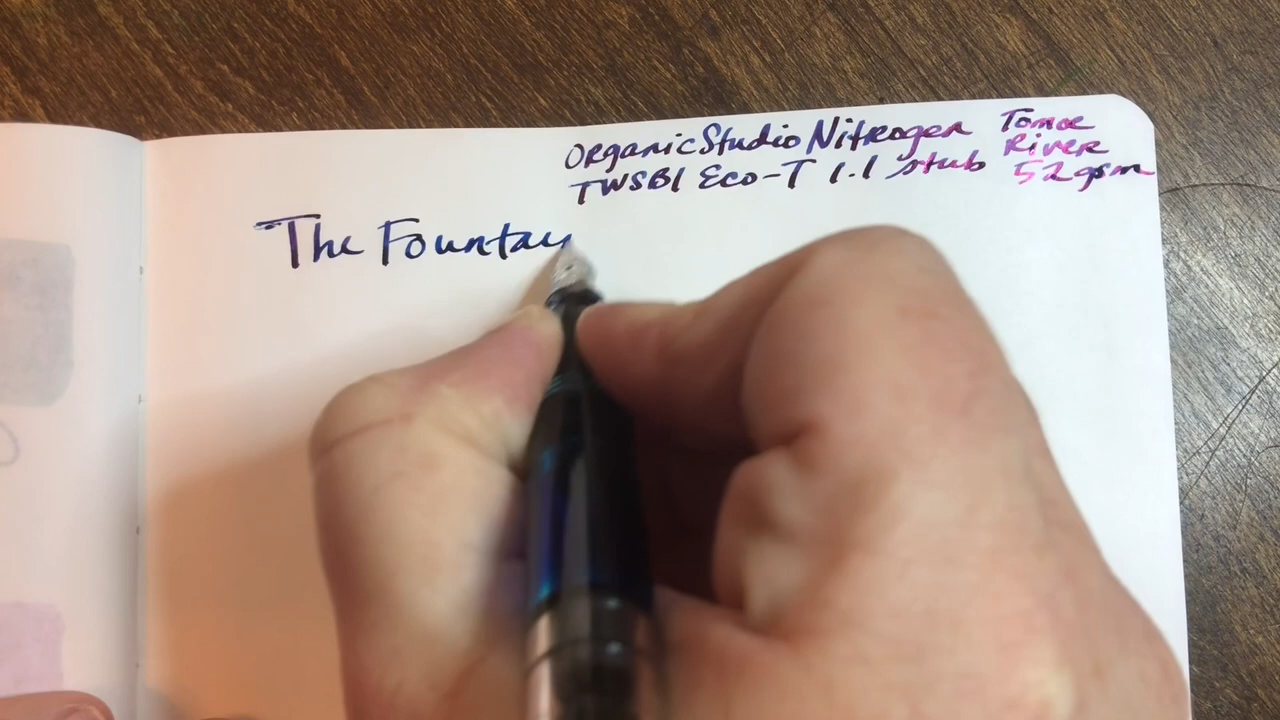 Organic Studio Nitrogen Tomoe
River
TWSBI Eco-T 1.1 stub 52gsm
The Fountai